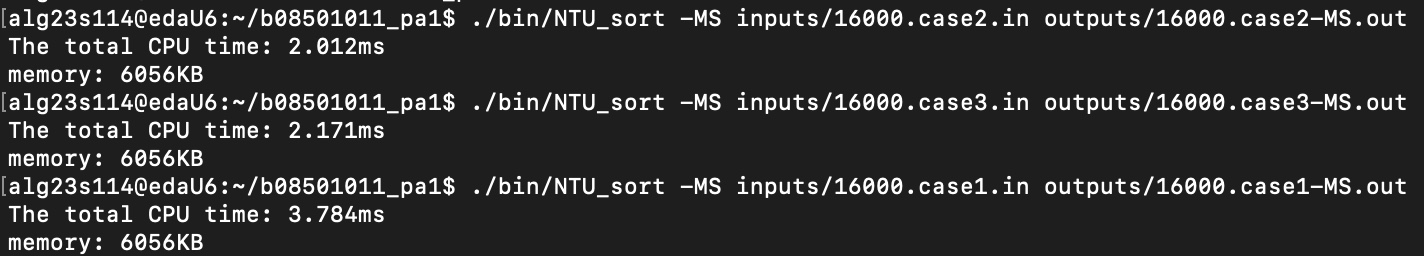 [alg23s114@edaU6:~/b08501011_pa1$ ./bin/NTU_sort -MS inputs/16000.case2.in outputs/16000.case2-MS.out
The total CPU time: 2.012ms
memory: 6056KB
[alg23s114@edaU6:~/b08501011_pa1$ ./bin/NTU_sort -MS inputs/16000.case3.in outputs/16000.case3-MS.out
The total CPU time: 2.171ms
memory: 6056KB
[alg23s114@edaU6:~/b08501011_pa1$ ./bin/NTU_sort -MS inputs/16000.case1.in outputs/16000.case1-MS.out
The total CPU time: 3.784ms
memory: 6056KB